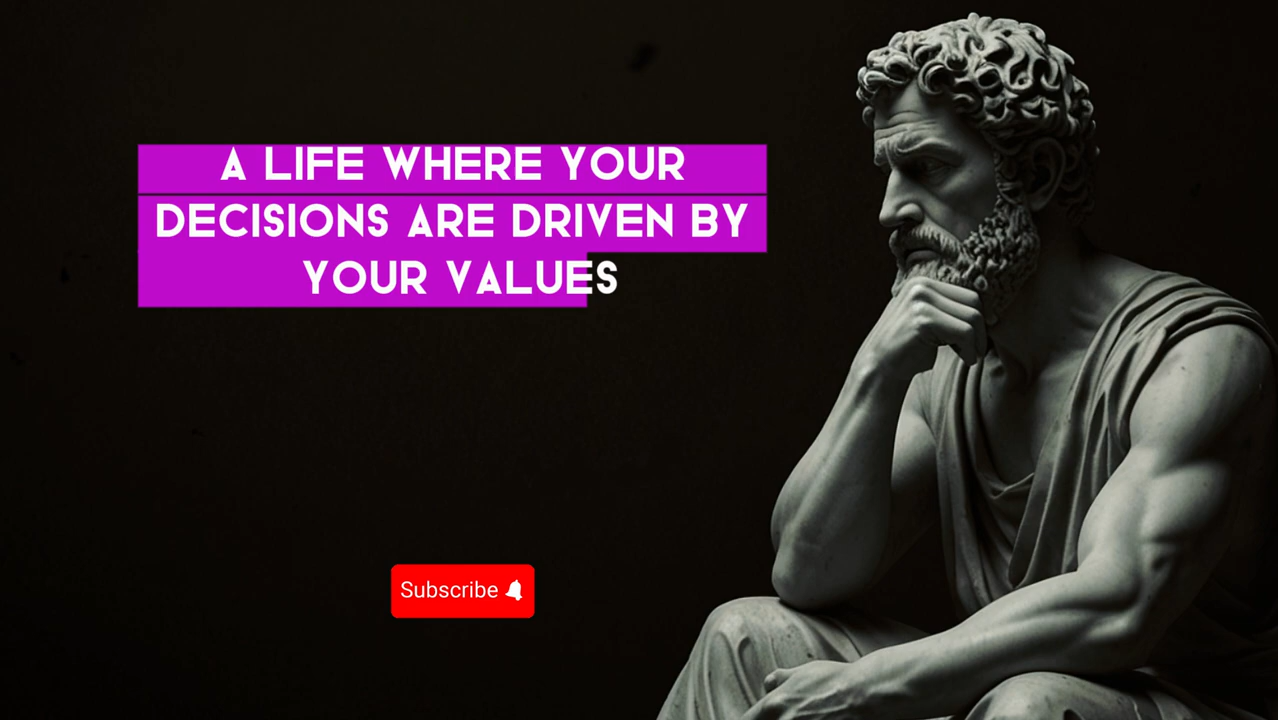 A LIFE WHERE YOUR
DECISIONS ARE DRIVEN BY
YOUR VALUES
Subscribe